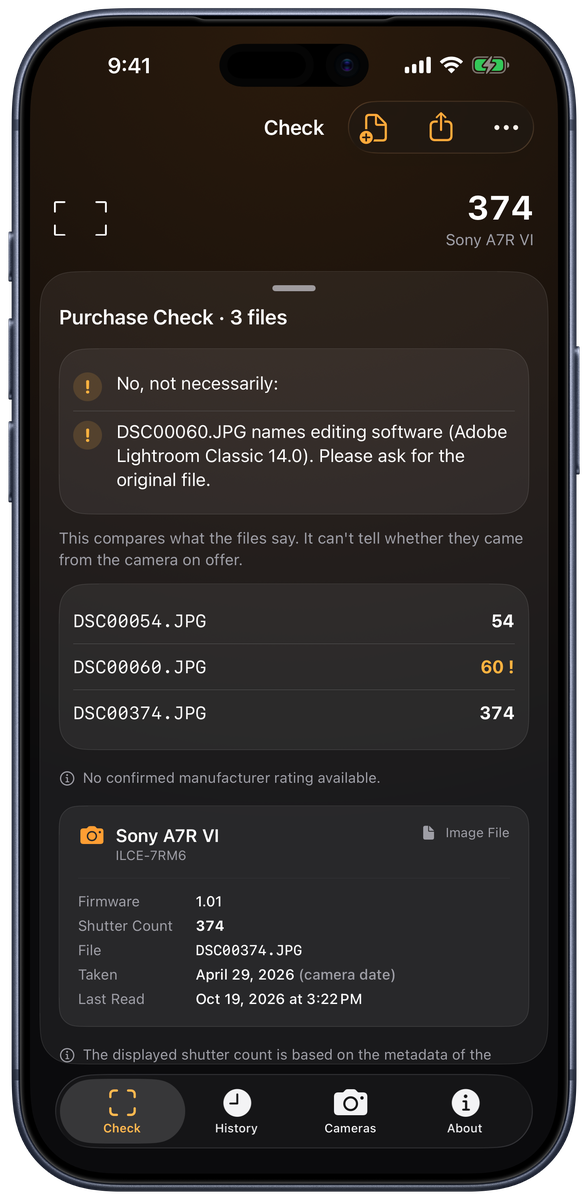 9:41
Check
374
Sony A7R VI
Purchase Check · 3 files
No, not necessarily:
DSC00060.JPG names editing software (Adobe
Lightroom Classic 14.0). Please ask for the
original file.
This compares what the files say. It can't tell whether they came
from the camera on offer.
DSC00054.JPG 54
DSC00060.JPG 60 !
DSC00374.JPG 374
No confirmed manufacturer rating available.
Sony A7R VI Image File
ILCE-7RM6
Firmware 1.01
Shutter Count 374
File DSC00374.JPG
Taken April 29, 2026 (camera date)
Last Read Oct 19, 2026 at 3:22 PM
The displayed shutter count is based on the metadata of the
Check History Cameras About